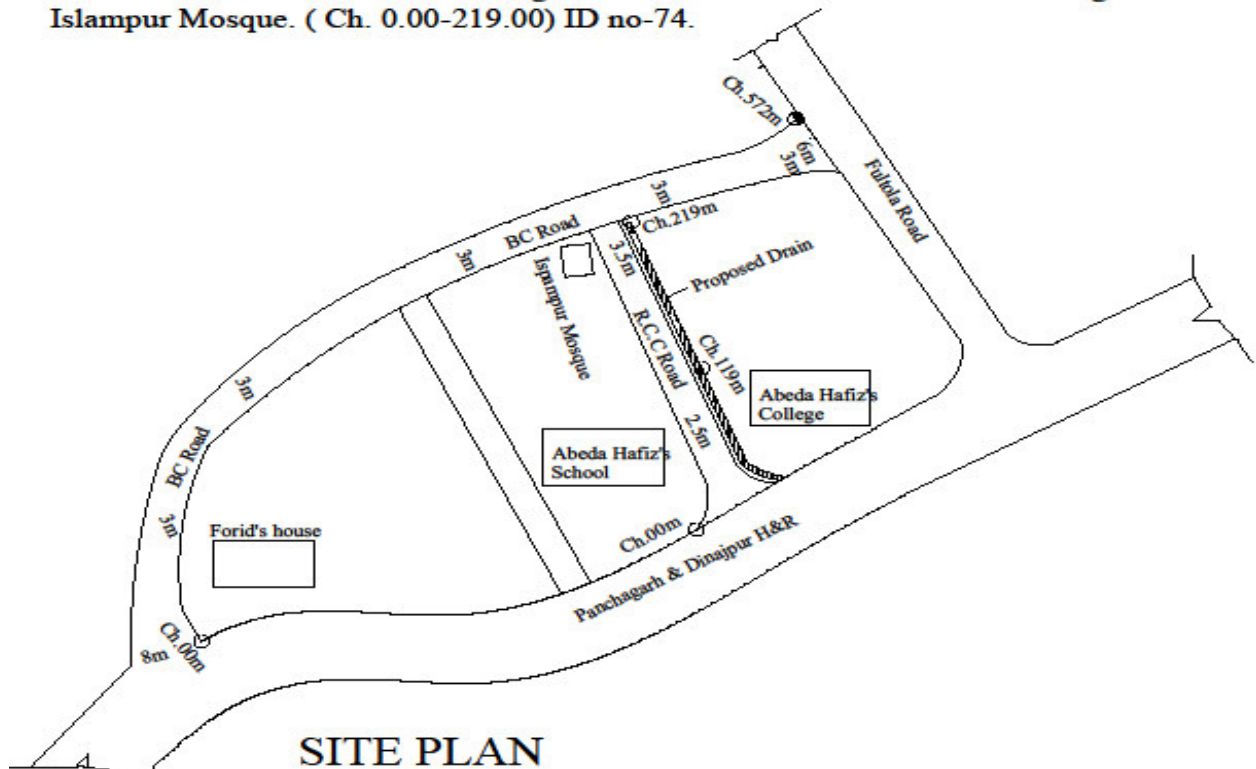 Islampur Mosque. ( Ch. 0.00-219.00) ID no-74.
Ch.572m
6m
3m
Fultola Road
3m
Ch.219m
BC Road
3m
3.5m
Proposed Drain
Ispampur Mosque
R.C.C Road
Ch.119m
3m
Abeda Hafiz's
College
2.5m
BC Road
Abeda Hafiz's
School
3m
Forid's house
Ch.00m
Panchagarh & Dinajpur H&R
Ch.00m
8m
SITE PLAN